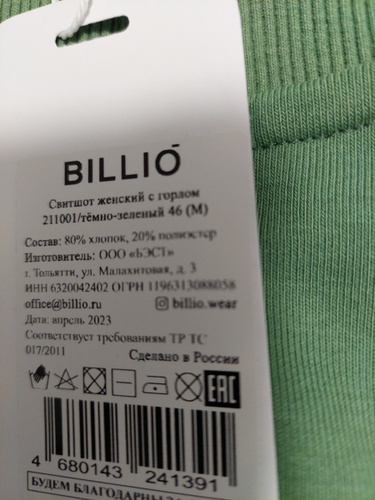 BILLIÓ
Свитшот женский с горлом
211001/тёмно-зеленый 46 (M)
Состав: 80% хлопок, 20% полиэстер
Изготовитель: ООО «БЭСТ»
г. Тольятти, ул. Малахитовая, д. 3
ИНН 6320042402 ОГРН 1196313088058
office@billio.ru billio.wear
Дата: апрель 2023
Соответствует требованиям ТР ТС
017/2011
Сделано в России
EAC
4 680143 241391
БУДЕМ БЛАГОДАРНЫ